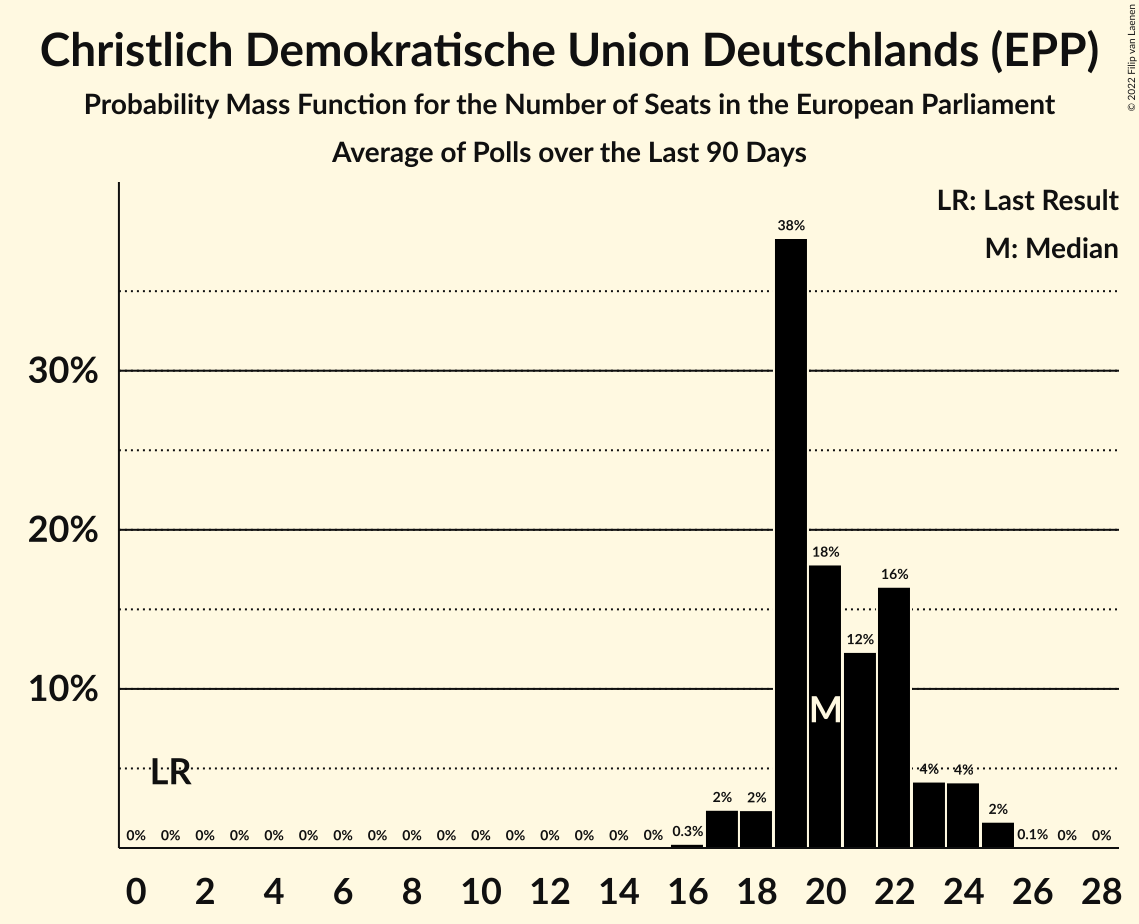 Christlich Demokratische Union Deutschlands (EPP)
Probability Mass Function for the Number of Seats in the European Parliament
Average of Polls over the Last 90 Days
© 2022 Filip van Laenen
LR: Last Result
M: Median
38%
30%
20%
18%
16%
12%
10%
M
LR
4% 4%
2% 2% 2%
0% 0% 0% 0% 0% 0% 0% 0% 0% 0% 0% 0% 0% 0% 0% 0% 0.3% 0.1% 0% 0%
0 2 4 6 8 10 12 14 16 18 20 22 24 26 28